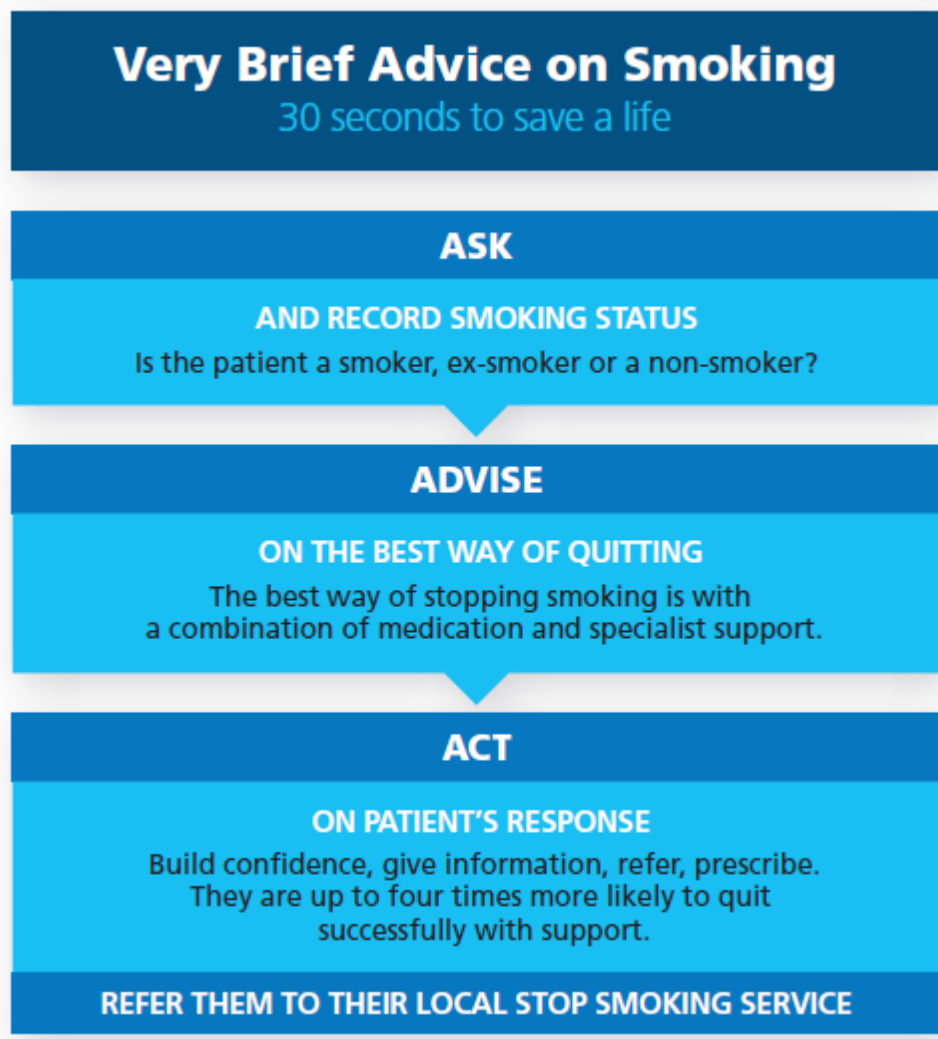 Very Brief Advice on Smoking
30 seconds to save a life
ASK
AND RECORD SMOKING STATUS
Is the patient a smoker, ex-smoker or a non-smoker?
ADVISE
ON THE BEST WAY OF QUITTING
The best way of stopping smoking is with
a combination of medication and specialist support.
ACT
ON PATIENT’S RESPONSE
Build confidence, give information, refer, prescribe.
They are up to four times more likely to quit
successfully with support.
REFER THEM TO THEIR LOCAL STOP SMOKING SERVICE